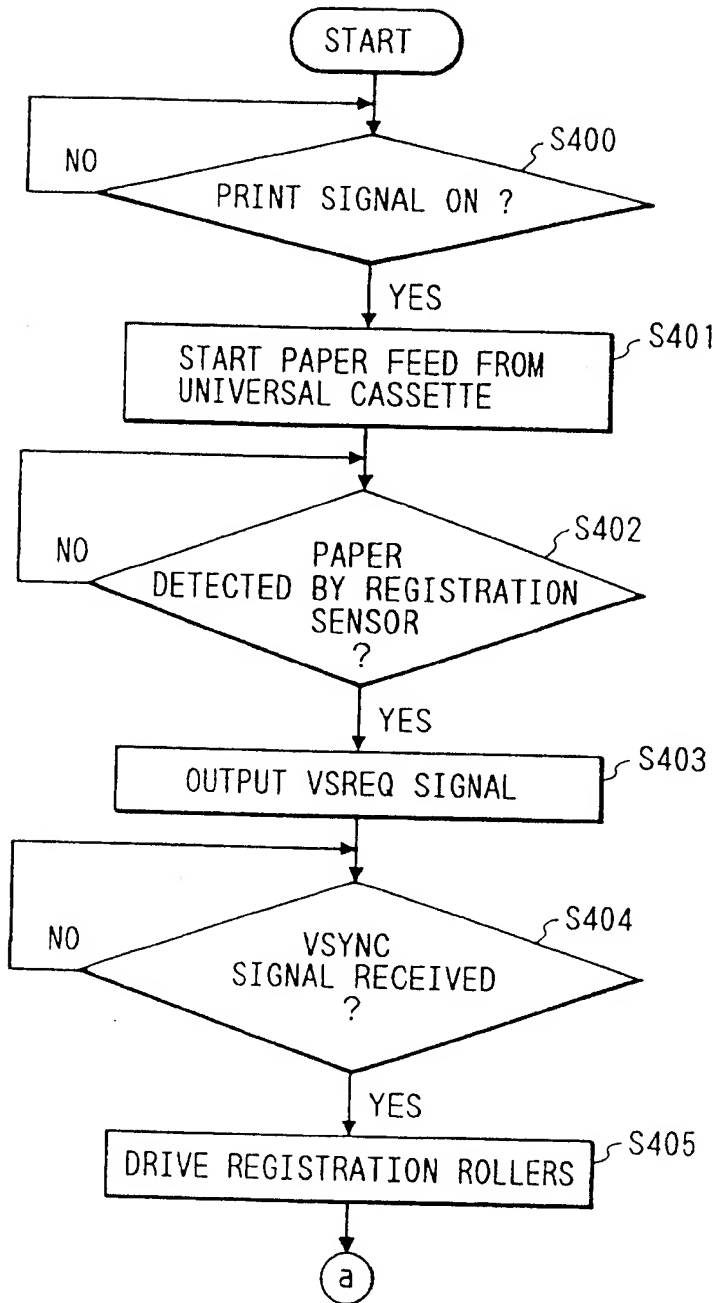 START
S400
NO
PRINT SIGNAL ON ?
YES
S401
START PAPER FEED FROM
UNIVERSAL CASSETTE
S402
NO
PAPER
DETECTED BY REGISTRATION
SENSOR
?
YES
S403
OUTPUT VSREQ SIGNAL
S404
NO
VSYNC
SIGNAL RECEIVED
?
YES
S405
DRIVE REGISTRATION ROLLERS
a